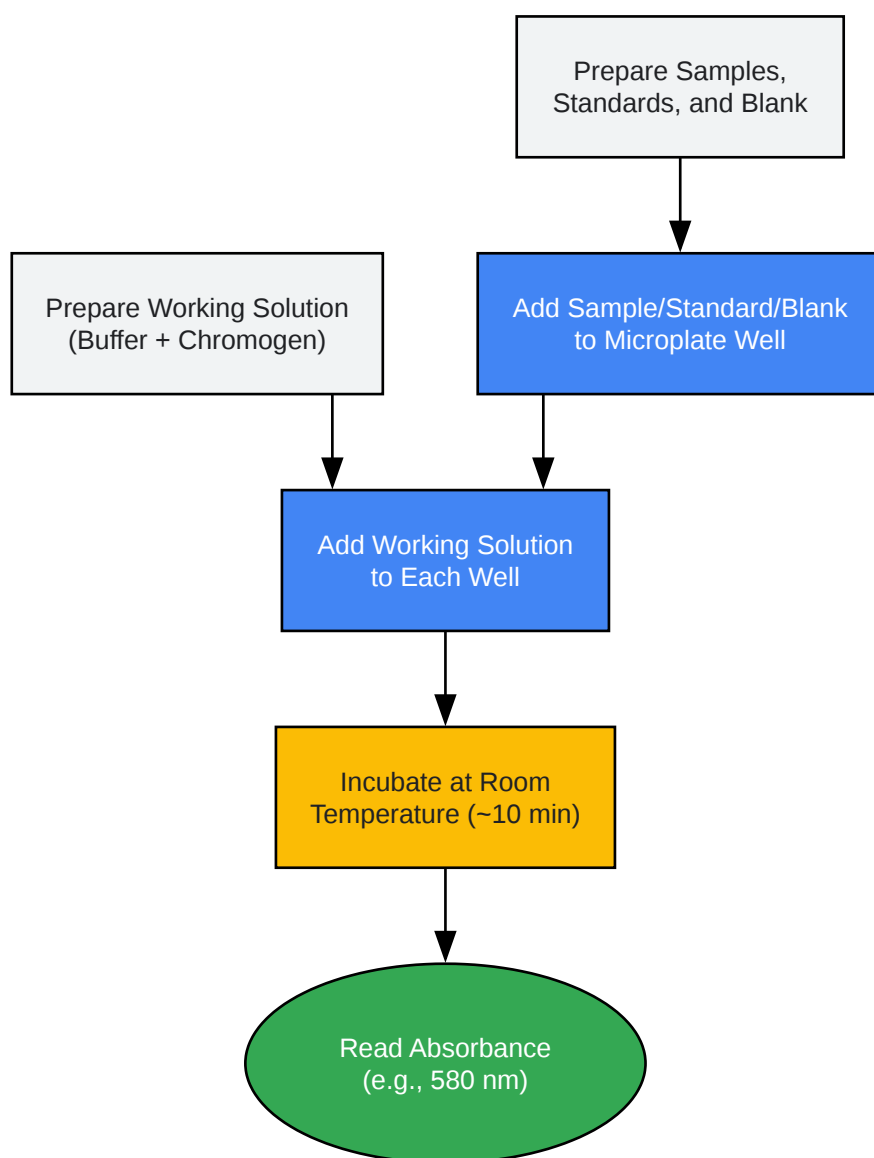 Prepare Samples,
Standards, and Blank
Prepare Working Solution
(Buffer + Chromogen)
Add Sample/Standard/Blank
to Microplate Well
Add Working Solution
to Each Well
Incubate at Room
Temperature (~10 min)
Read Absorbance
(e.g., 580 nm)